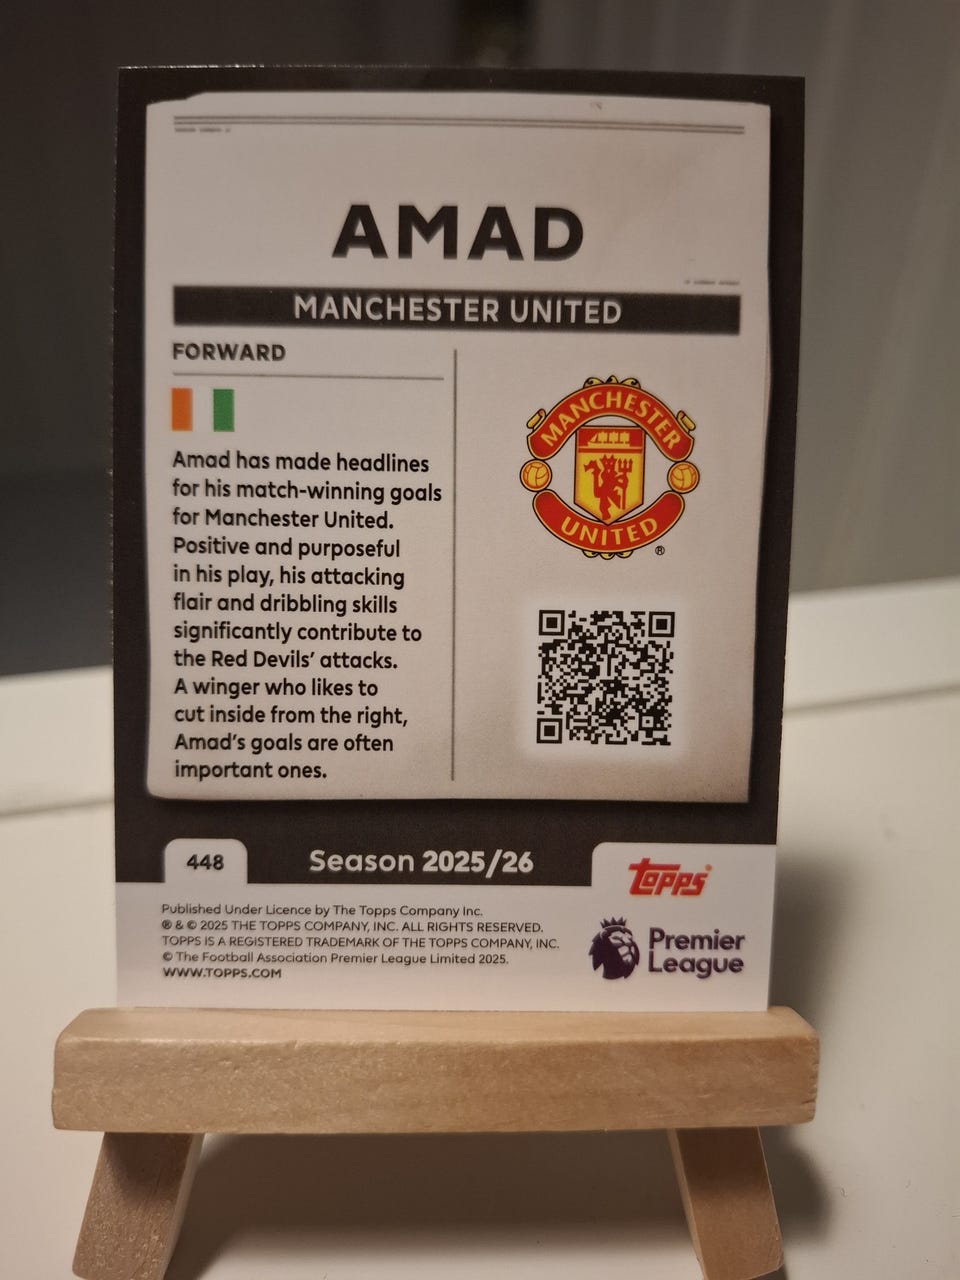 AMAD
MANCHESTER UNITED
FORWARD
Amad has made headlines
for his match-winning goals
for Manchester United.
Positive and purposeful
in his play, his attacking
flair and dribbling skills
significantly contribute to
the Red Devils' attacks.
A winger who likes to
cut inside from the right,
Amad's goals are often
important ones.
MANCHESTER
UNITED
®
448
Season 2025/26
Topps®
Published Under Licence by The Topps Company Inc.
® & © 2025 THE TOPPS COMPANY, INC. ALL RIGHTS RESERVED.
TOPPS IS A REGISTERED TRADEMARK OF THE TOPPS COMPANY, INC.
© The Football Association Premier League Limited 2025.
WWW.TOPPS.COM
Premier
League